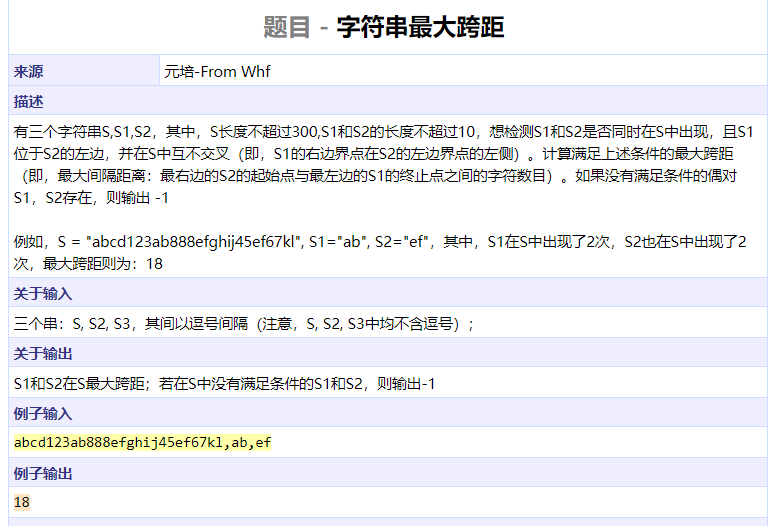 题目 - 字符串最大跨距
来源 元培-From Whf
描述
有三个字符串S,S1,S2，其中，S长度不超过300,S1和S2的长度不超过10，想检测S1和S2是否同时在S中出现，且S1
位于S2的左边，并在S中互不交叉（即，S1的右边界点在S2的左边界点的左侧）。计算满足上述条件的最大跨距
（即，最大间隔距离：最右边的S2的起始点与最左边的S1的终止点之间的字符数目）。如果没有满足条件的偶对
S1，S2存在，则输出 -1
例如，S = "abcd123ab888efghij45ef67kl", S1="ab", S2="ef"，其中，S1在S中出现了2次，S2也在S中出现了2
次，最大跨距则为：18
关于输入
三个串：S, S2, S3，其间以逗号间隔（注意，S, S2, S3中均不含逗号）；
关于输出
S1和S2在S最大跨距；若在S中没有满足条件的S1和S2，则输出-1
例子输入
abcd123ab888efghij45ef67kl,ab,ef
例子输出
18